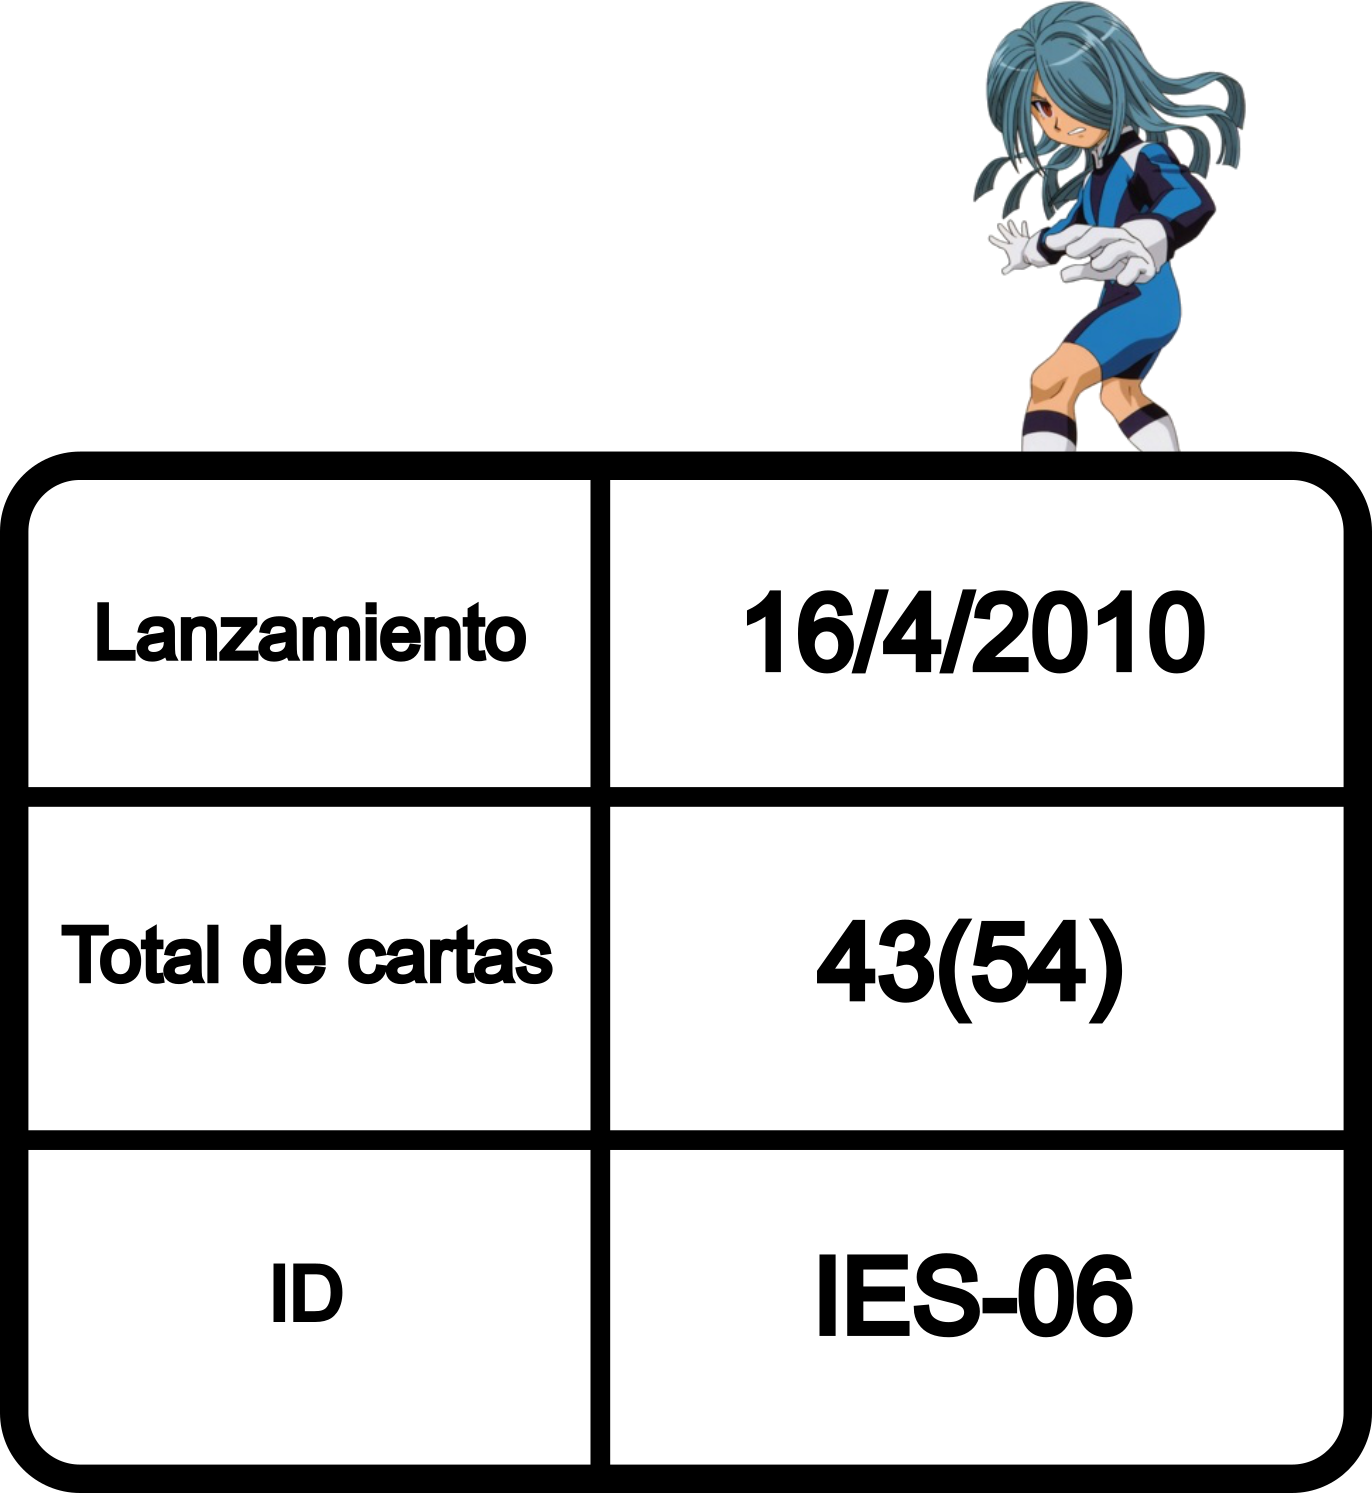 Lanzamiento
16/4/2010
Total de cartas
43(54)
ID
IES-06